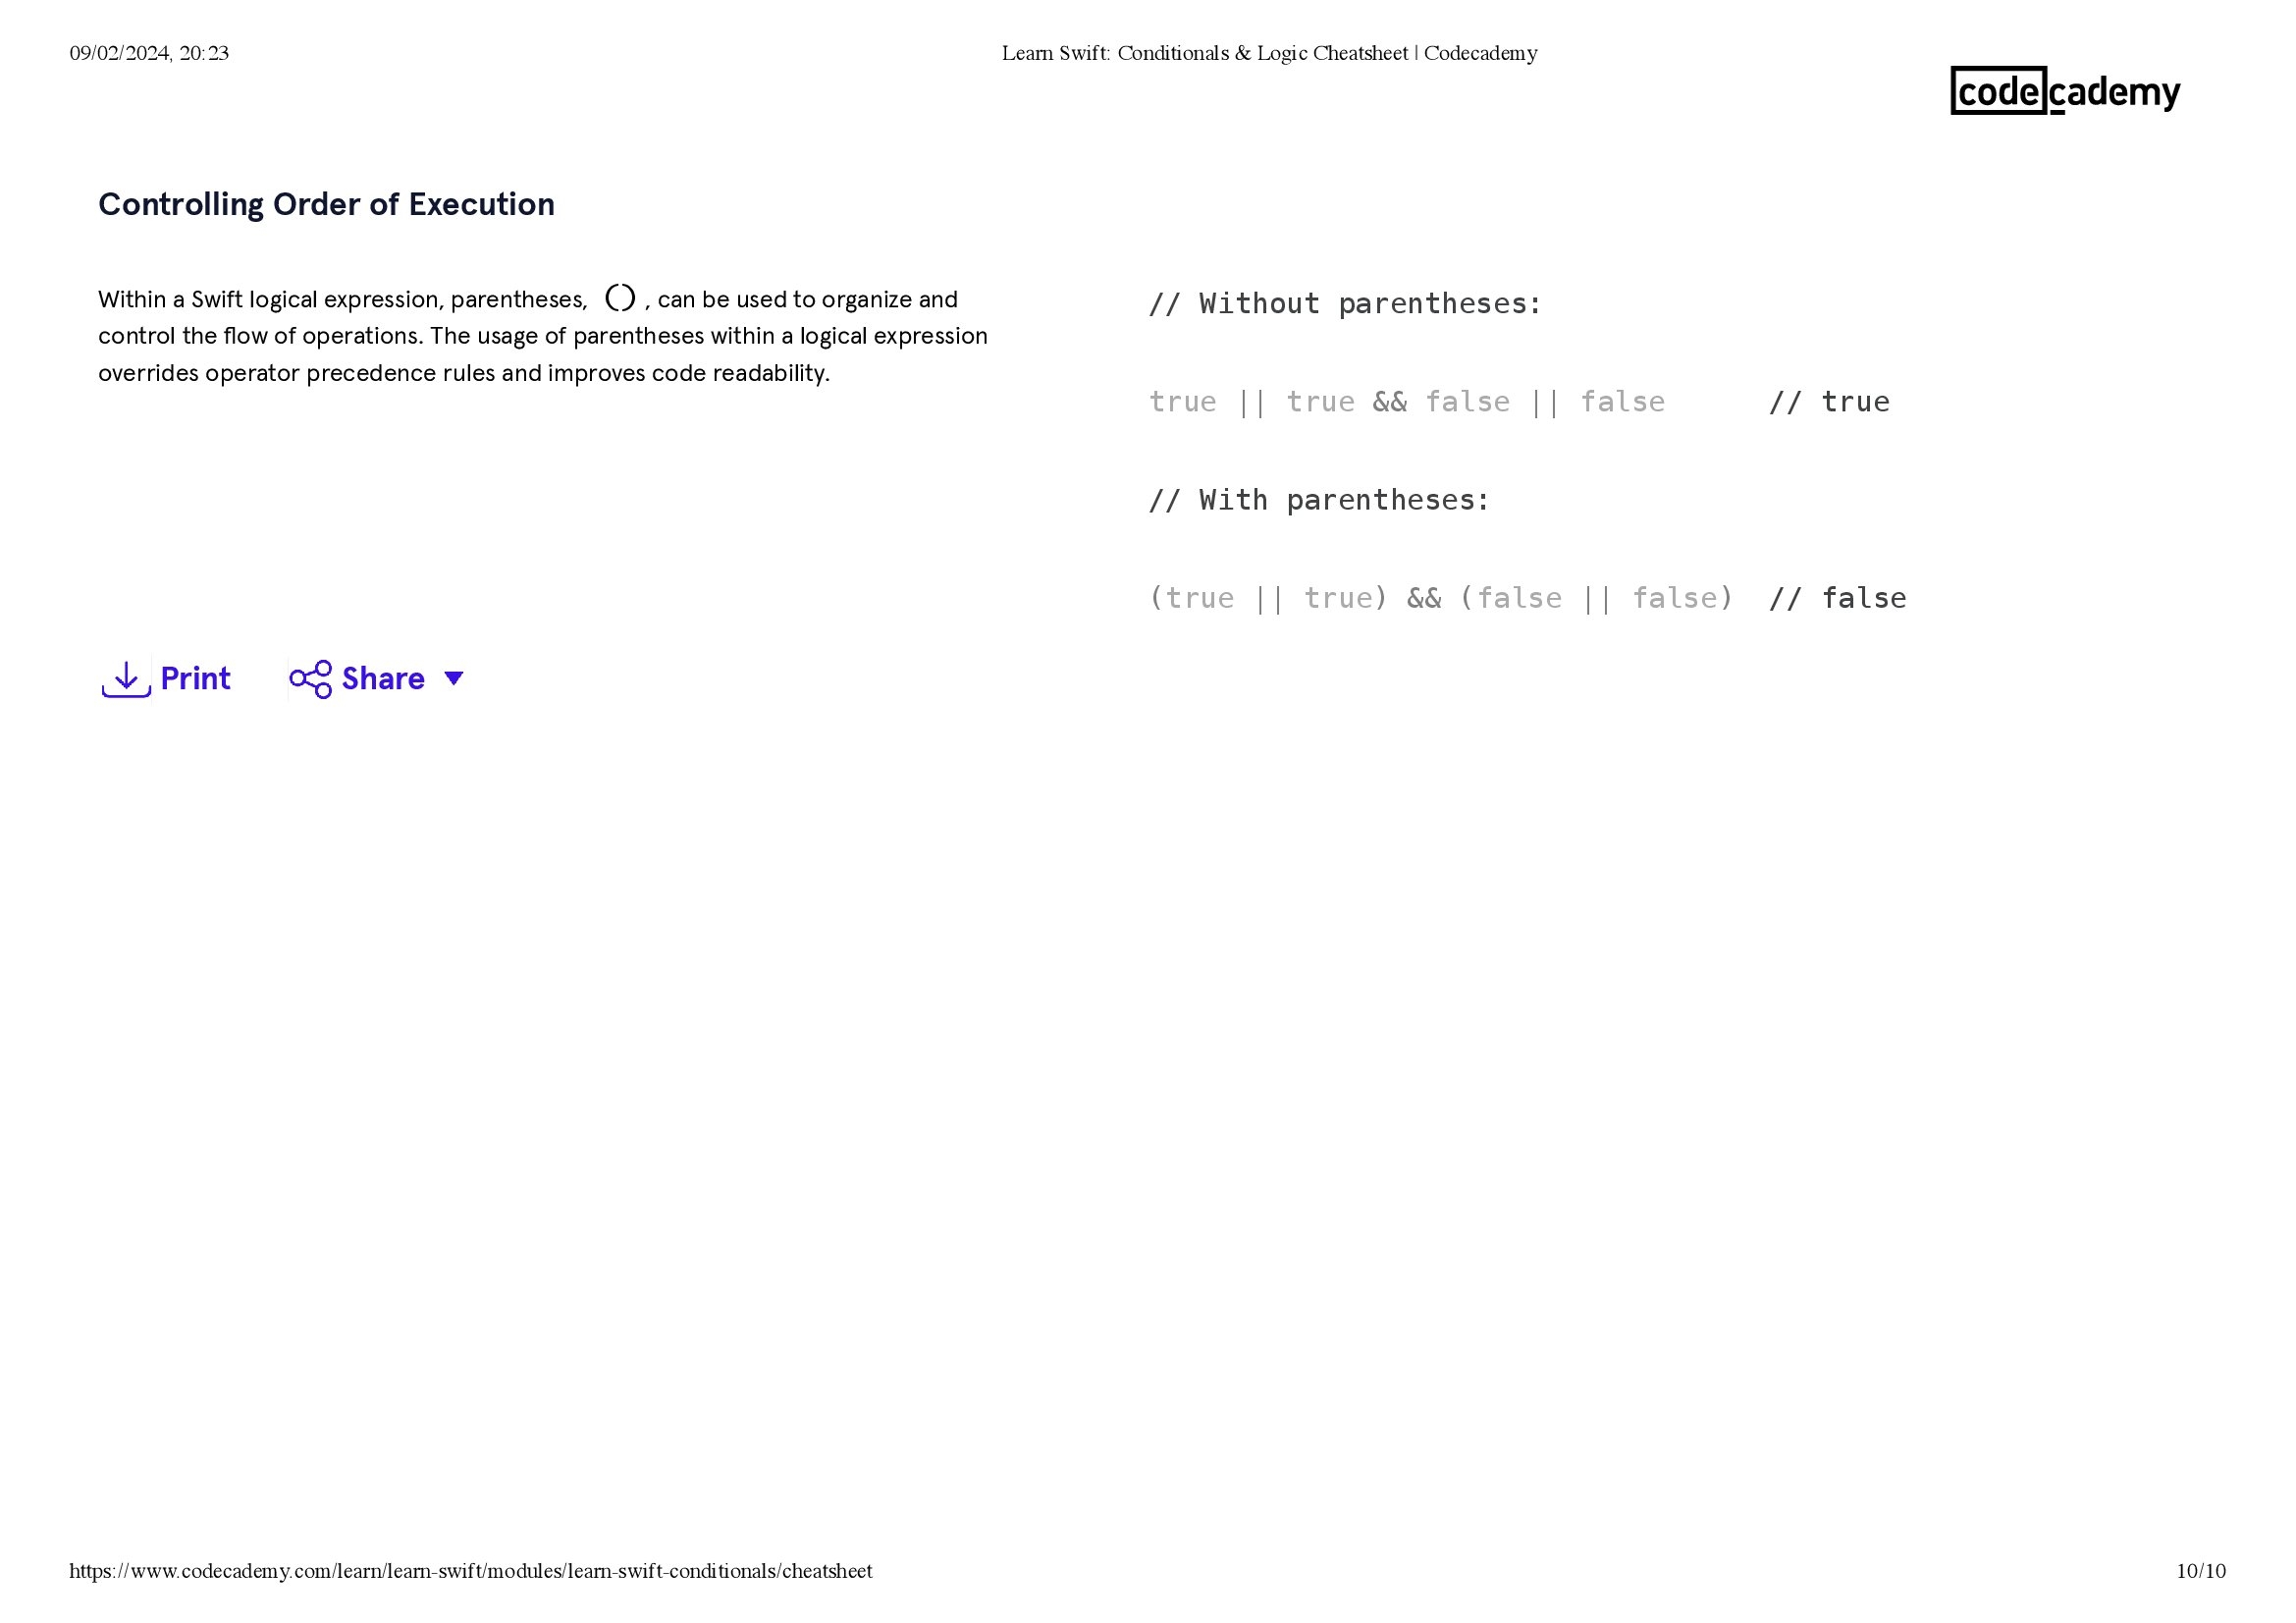 09/02/2024, 20:23
Learn Swift: Conditionals & Logic Cheatsheet | Codecademy
codecademy
Controlling Order of Execution
Within a Swift logical expression, parentheses, () , can be used to organize and
control the flow of operations. The usage of parentheses within a logical expression
overrides operator precedence rules and improves code readability.
// Without parentheses:
true || true && false || false      // true
// With parentheses:
(true || true) && (false || false)  // false
Print
Share
https://www.codecademy.com/learn/learn-swift/modules/learn-swift-conditionals/cheatsheet
10/10